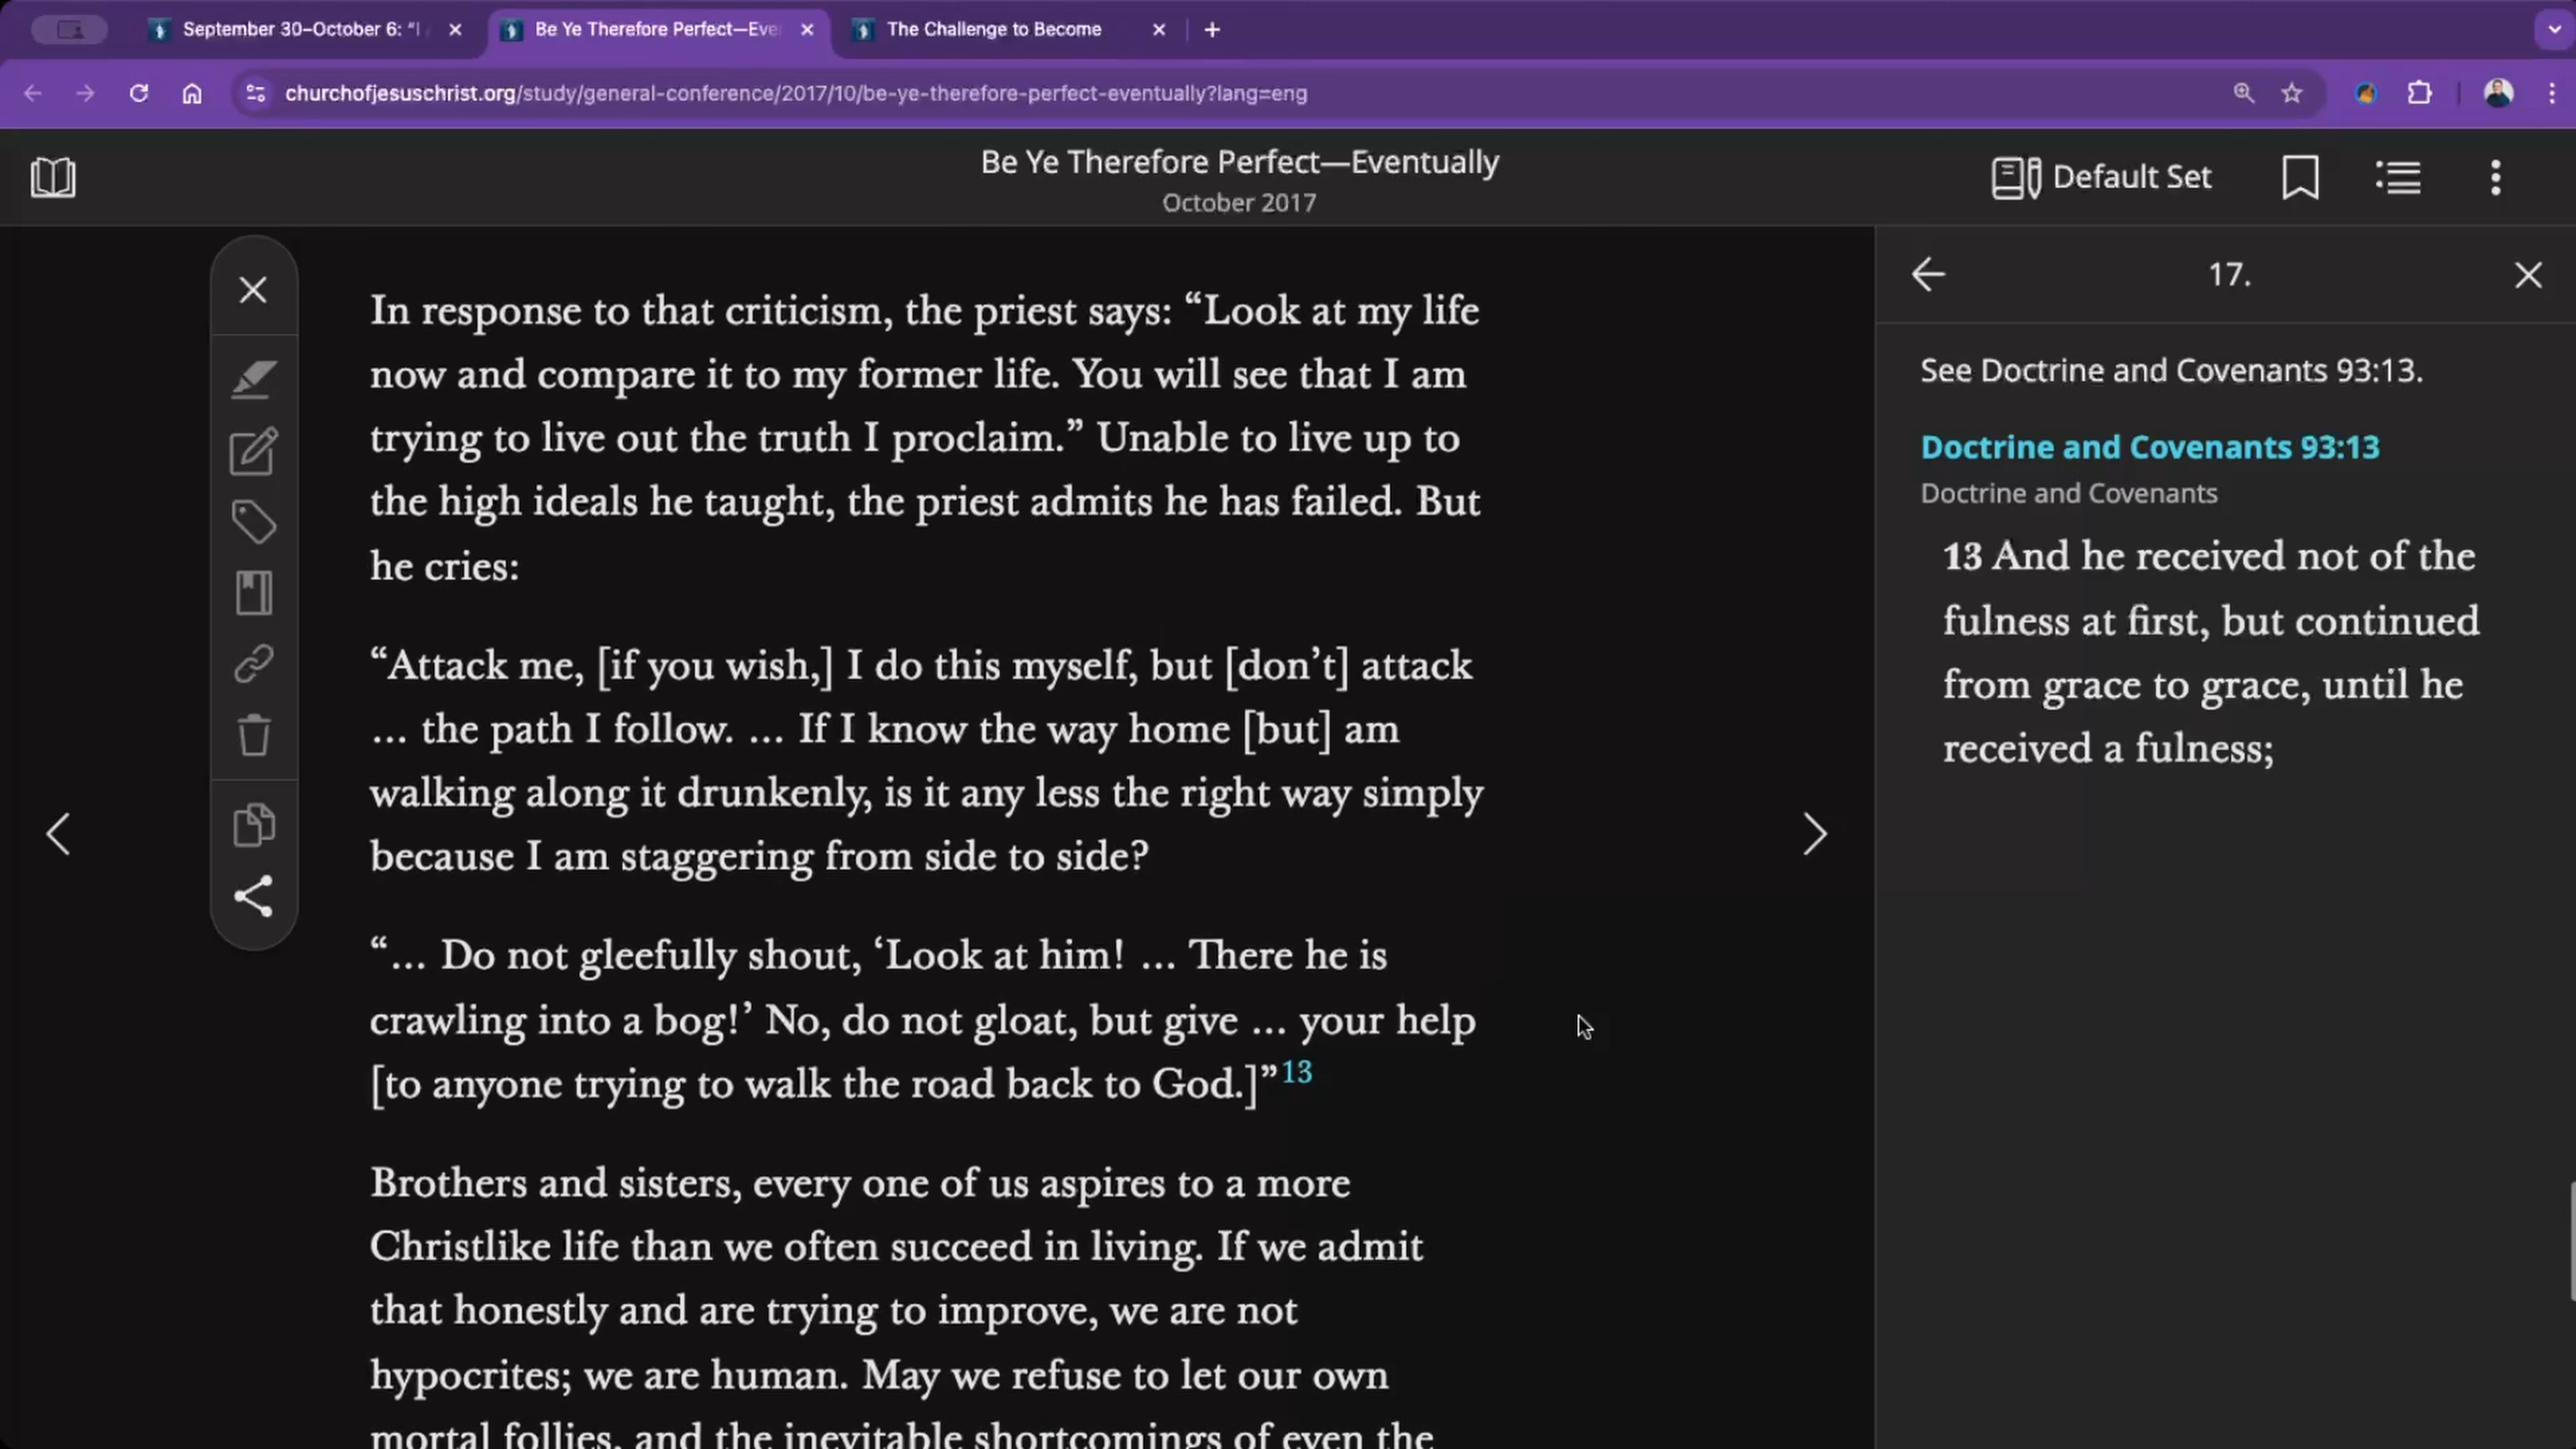 September 30–October 6: “I
Be Ye Therefore Perfect—Eve
The Challenge to Become
churchofjesuschrist.org/study/general-conference/2017/10/be-ye-therefore-perfect-eventually?lang=eng
Be Ye Therefore Perfect—Eventually
October 2017
Default Set
In response to that criticism, the priest says: “Look at my life
now and compare it to my former life. You will see that I am
trying to live out the truth I proclaim.” Unable to live up to
the high ideals he taught, the priest admits he has failed. But
he cries:
“Attack me, [if you wish,] I do this myself, but [don’t] attack
… the path I follow. … If I know the way home [but] am
walking along it drunkenly, is it any less the right way simply
because I am staggering from side to side?
“… Do not gleefully shout, ‘Look at him! … There he is
crawling into a bog!’ No, do not gloat, but give … your help
[to anyone trying to walk the road back to God.]”13
Brothers and sisters, every one of us aspires to a more
Christlike life than we often succeed in living. If we admit
that honestly and are trying to improve, we are not
hypocrites; we are human. May we refuse to let our own
mortal follies, and the inevitable shortcomings of even the
17.
See Doctrine and Covenants 93:13.
Doctrine and Covenants 93:13
Doctrine and Covenants
13 And he received not of the
fulness at first, but continued
from grace to grace, until he
received a fulness;